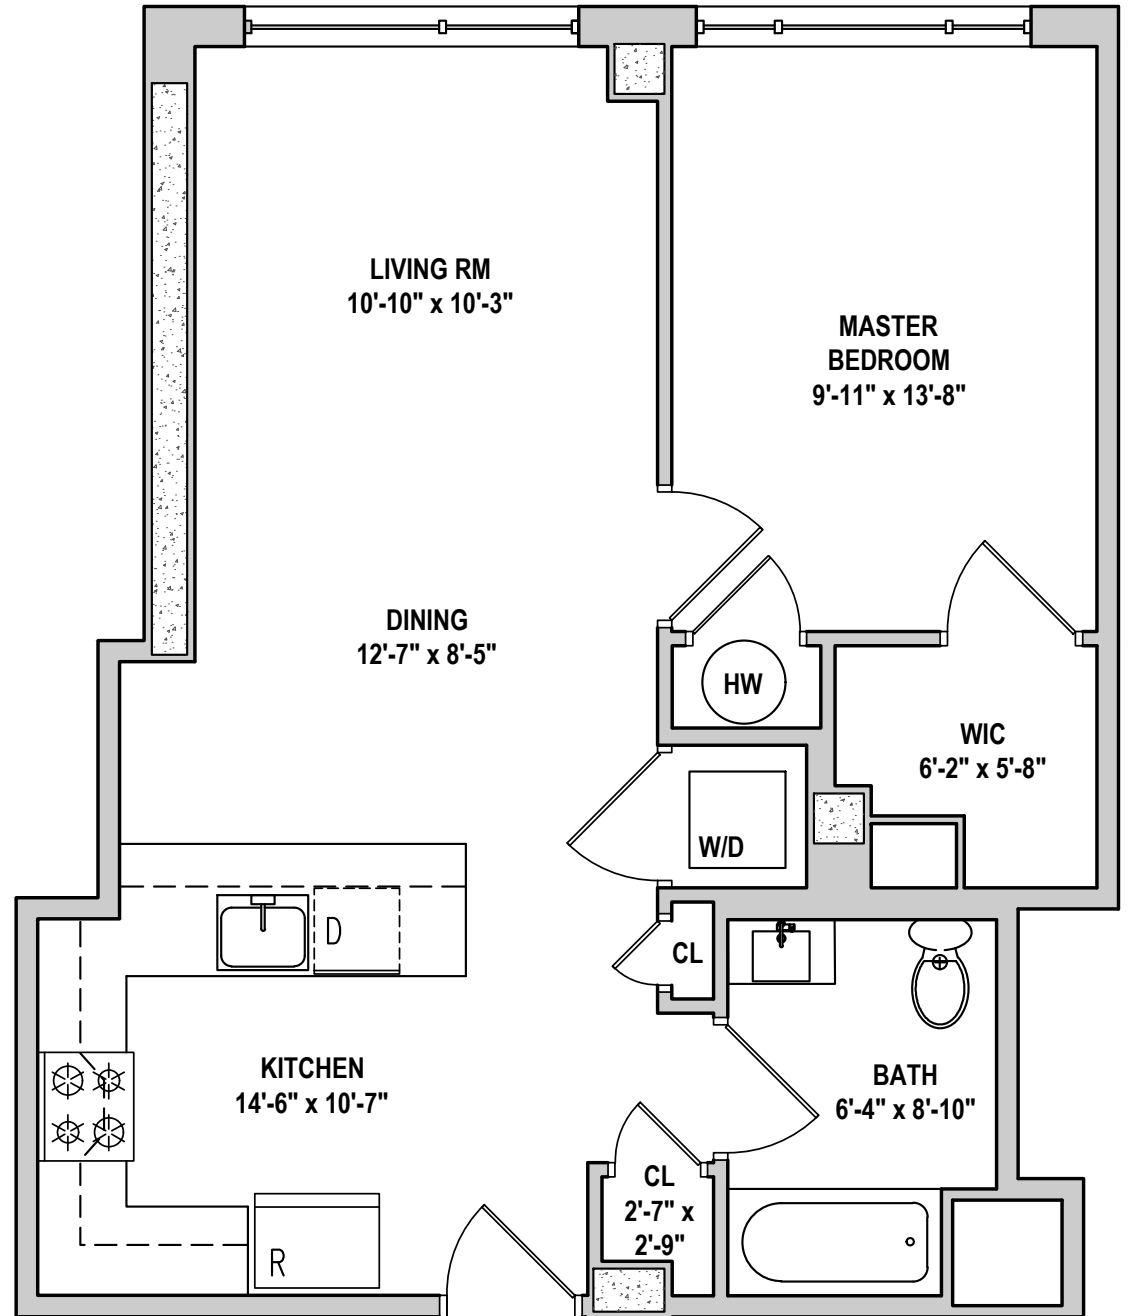 LIVING RM
10'-10" x 10'-3"
MASTER
BEDROOM
9'-11" x 13'-8"
DINING
12'-7" x 8'-5"
HW
WIC
6'-2" x 5'-8"
W/D
D
CL
KITCHEN
14'-6" x 10'-7"
BATH
6'-4" x 8'-10"
CL
2'-7" x
2'-9"
R